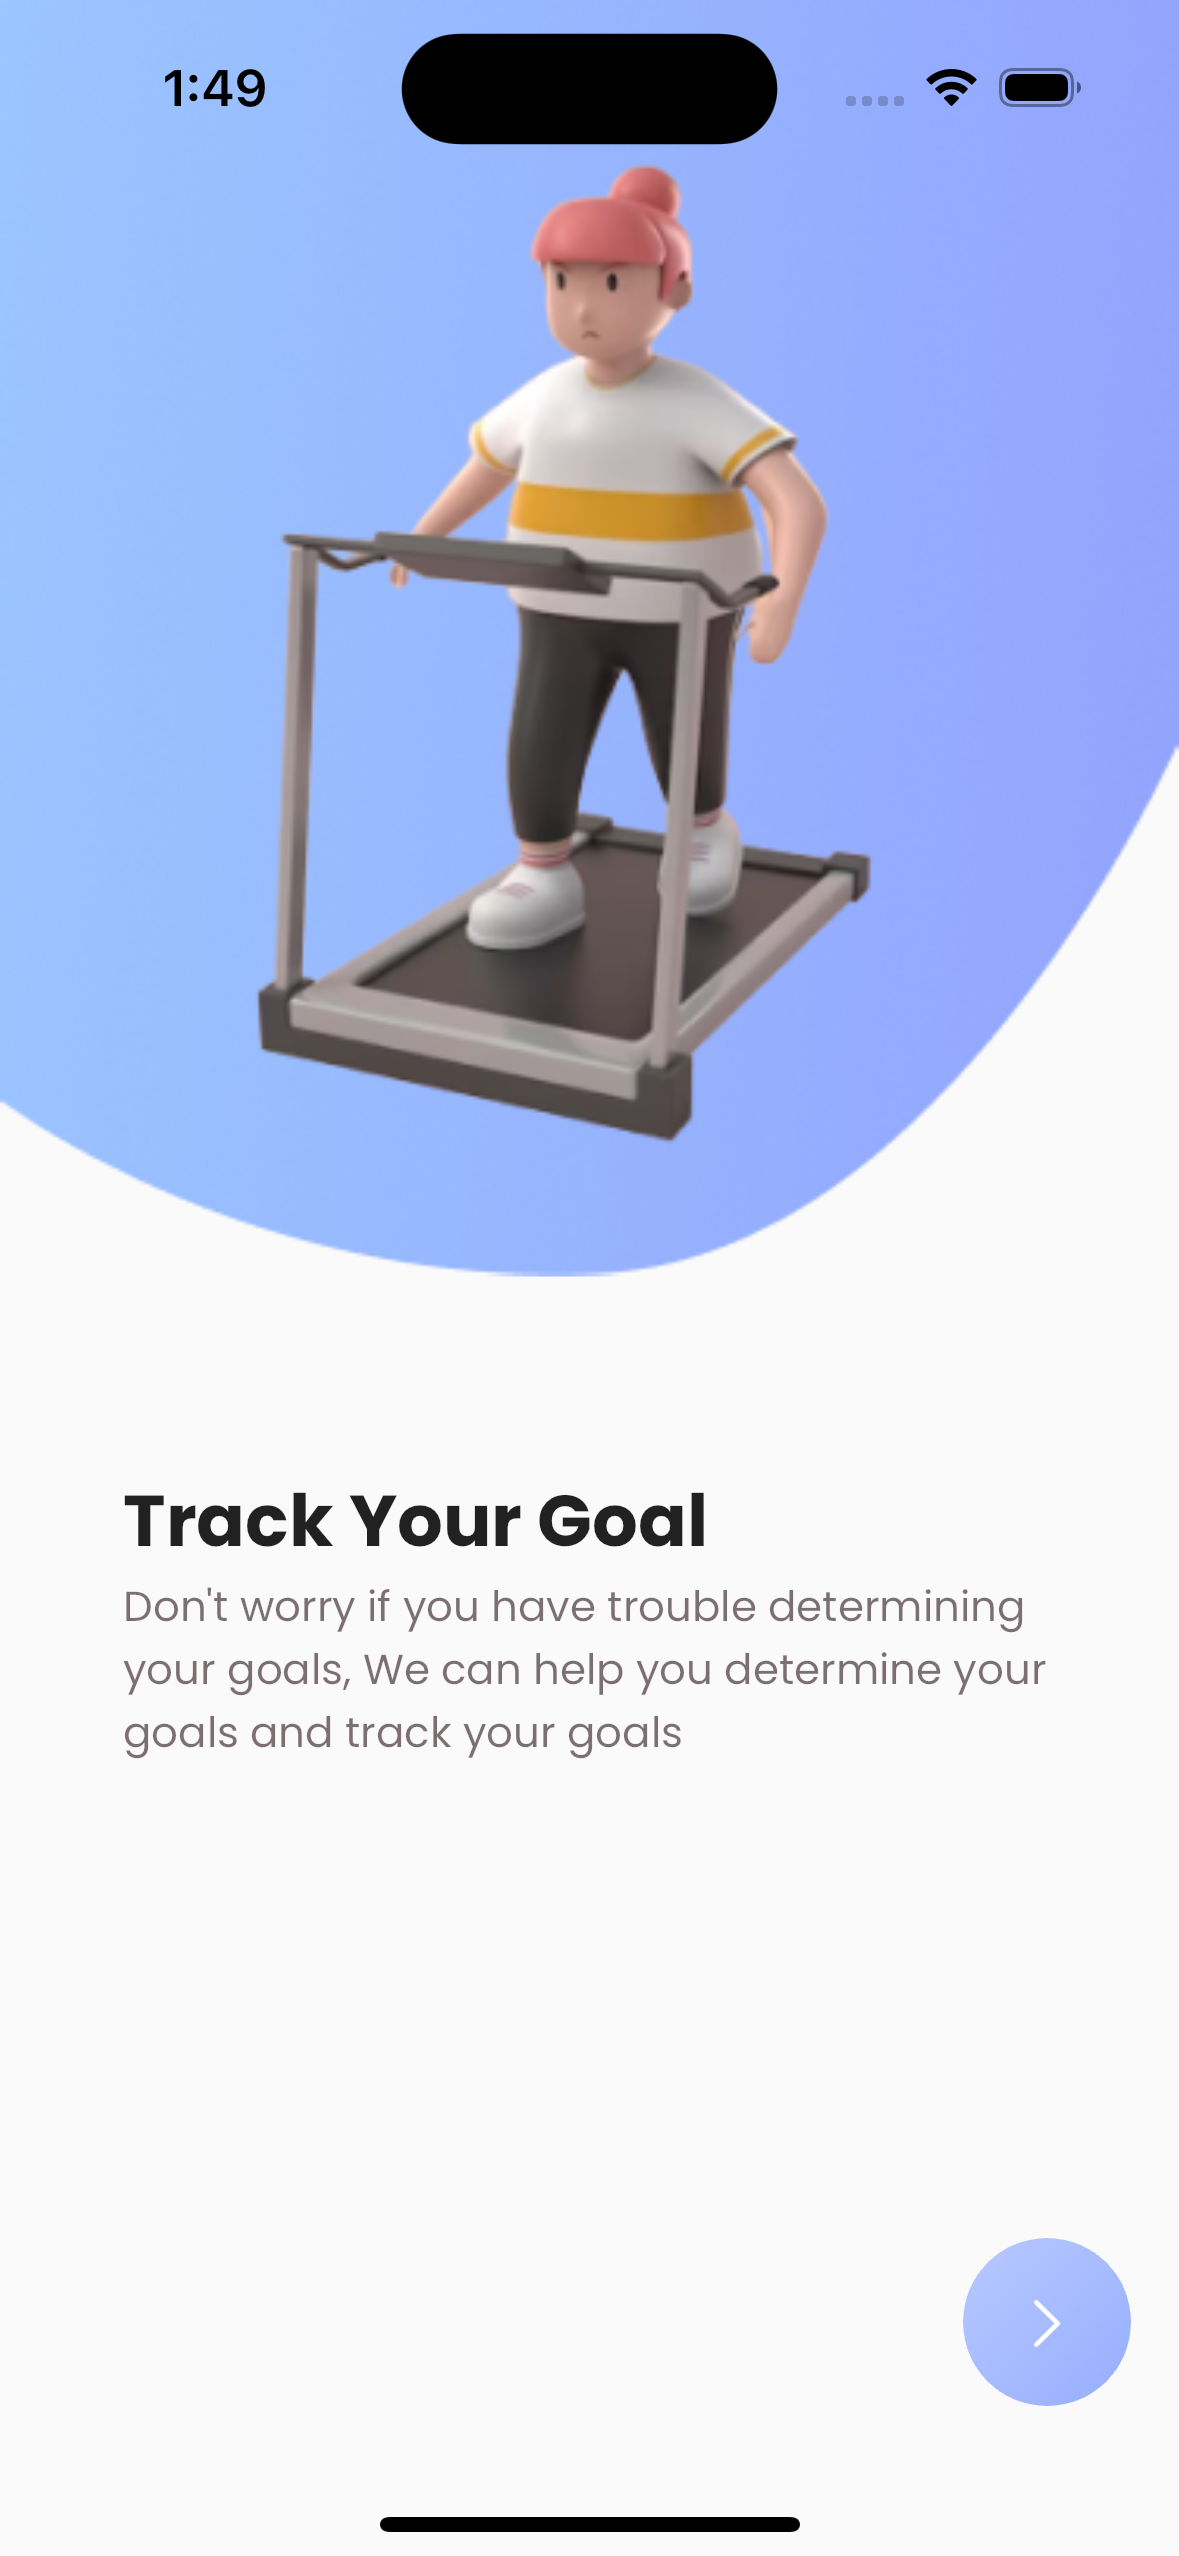 1:49
Track Your Goal
Don't worry if you have trouble determining
your goals, We can help you determine your
goals and track your goals